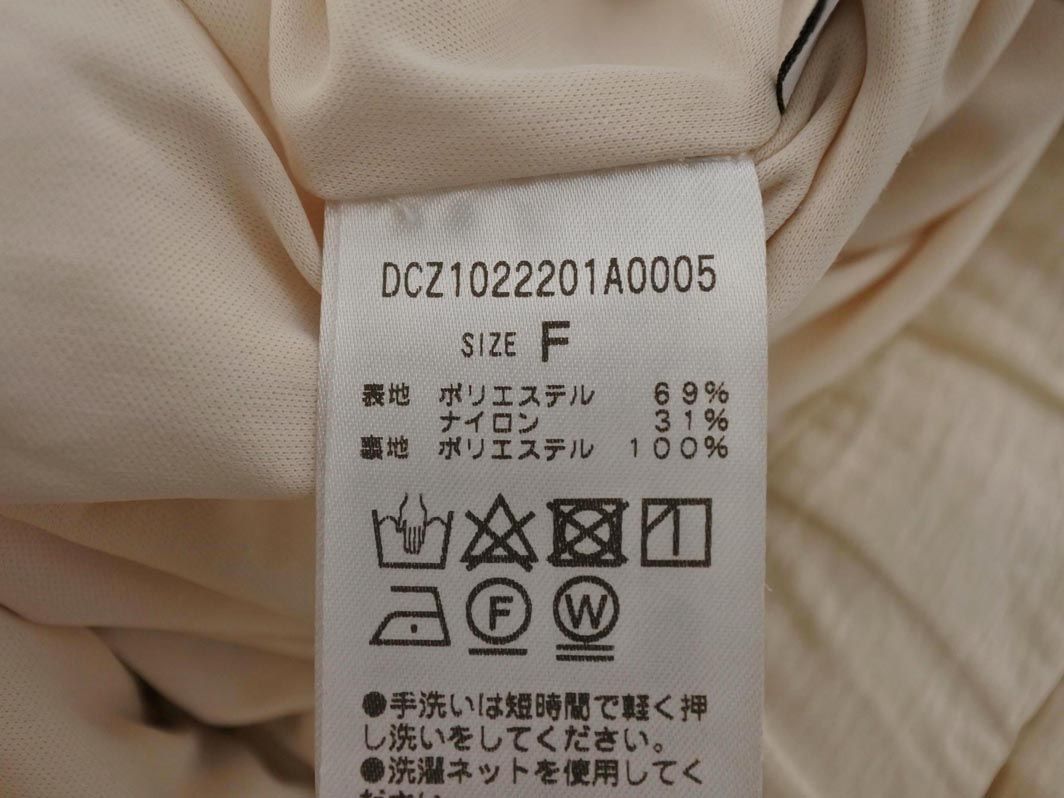 DCZ1022201A0005
SIZE F
表地 ポリエステル 69%
ナイロン 31%
裏地 ポリエステル 100%
F W
●手洗いは短時間で軽く押
し洗いをしてください。
●洗濯ネットを使用してく
ださい